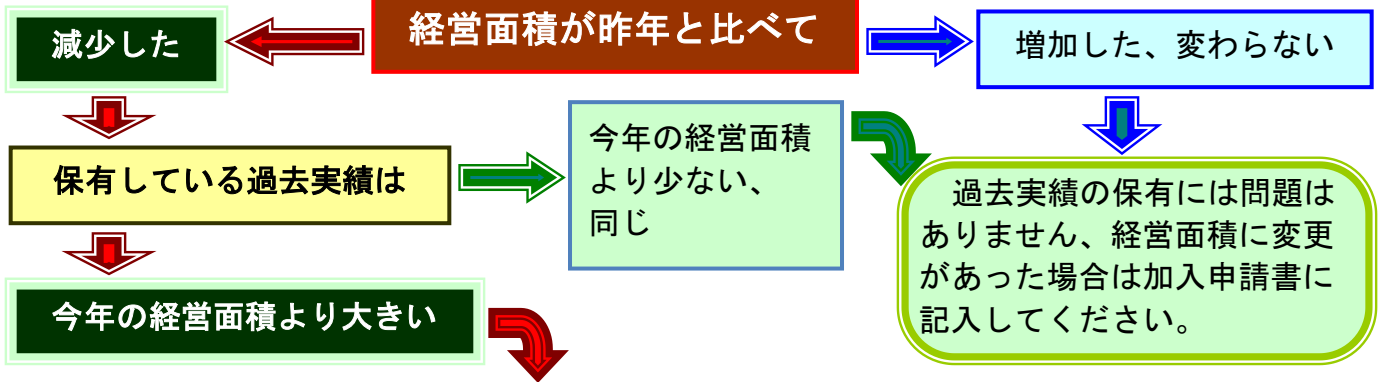 経営面積が昨年と比べて
減少した
増加した、変わらない
保有している過去実績は
今年の経営面積
より少ない、
同じ
過去実績の保有には問題は
ありません、経営面積に変更
があった場合は加入申請書に
記入してください。
今年の経営面積より大きい